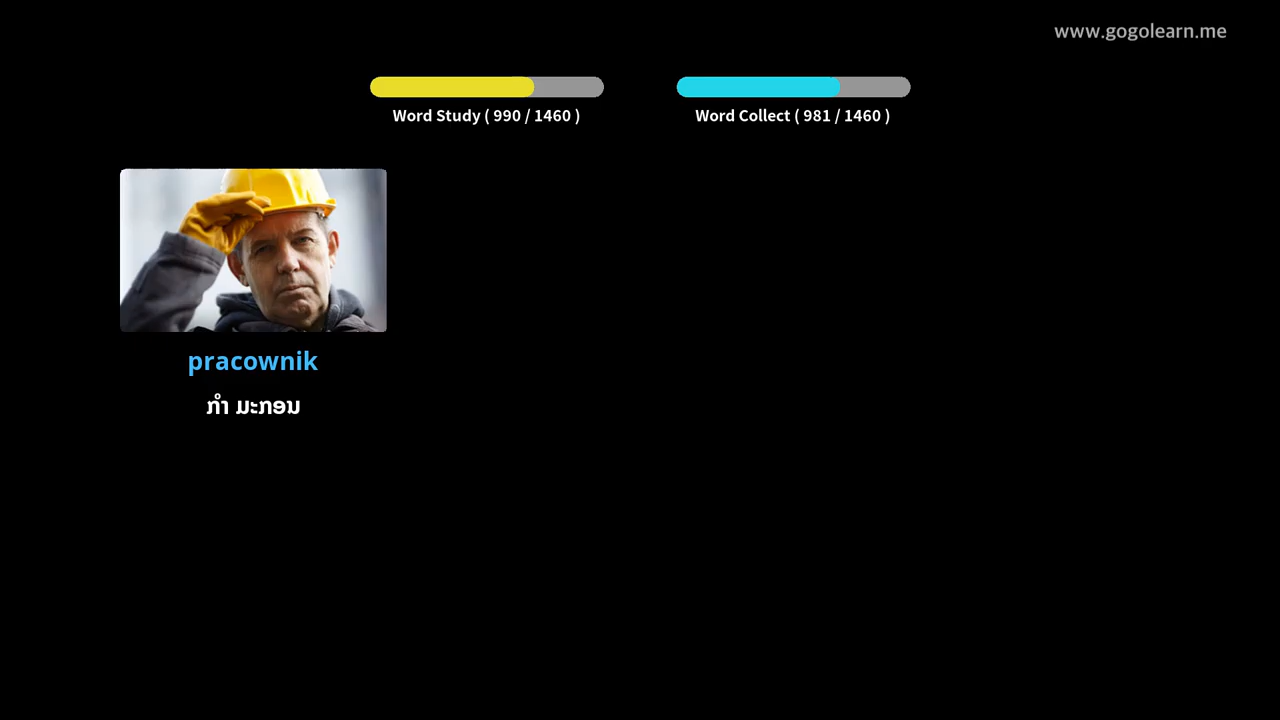 www.gogolearn.me
Word Study ( 990 / 1460 )
Word Collect ( 981 / 1460 )
pracownik
ກຳ ມະກອນ